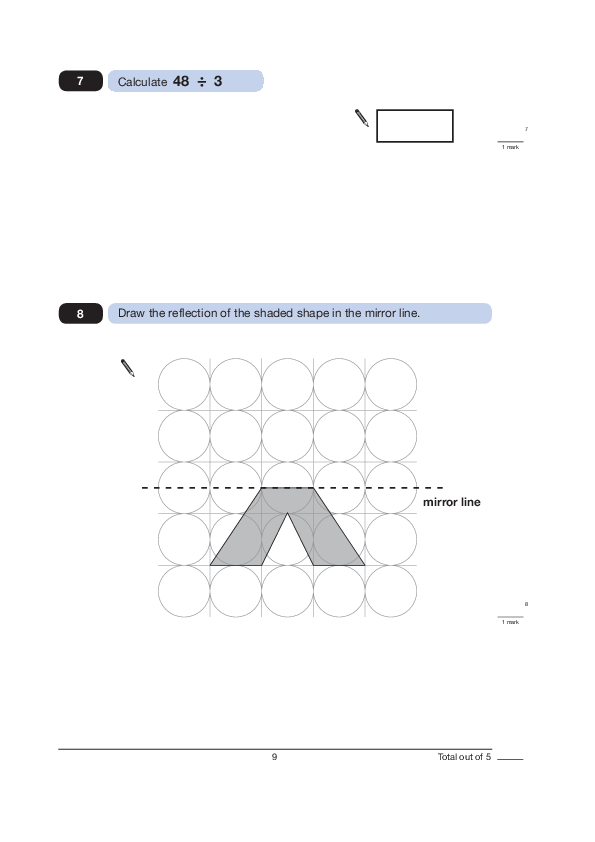 7
Calculate 48 ÷ 3
7
1 mark
8
Draw the reflection of the shaded shape in the mirror line.
mirror line
8
1 mark
9
Total out of 5